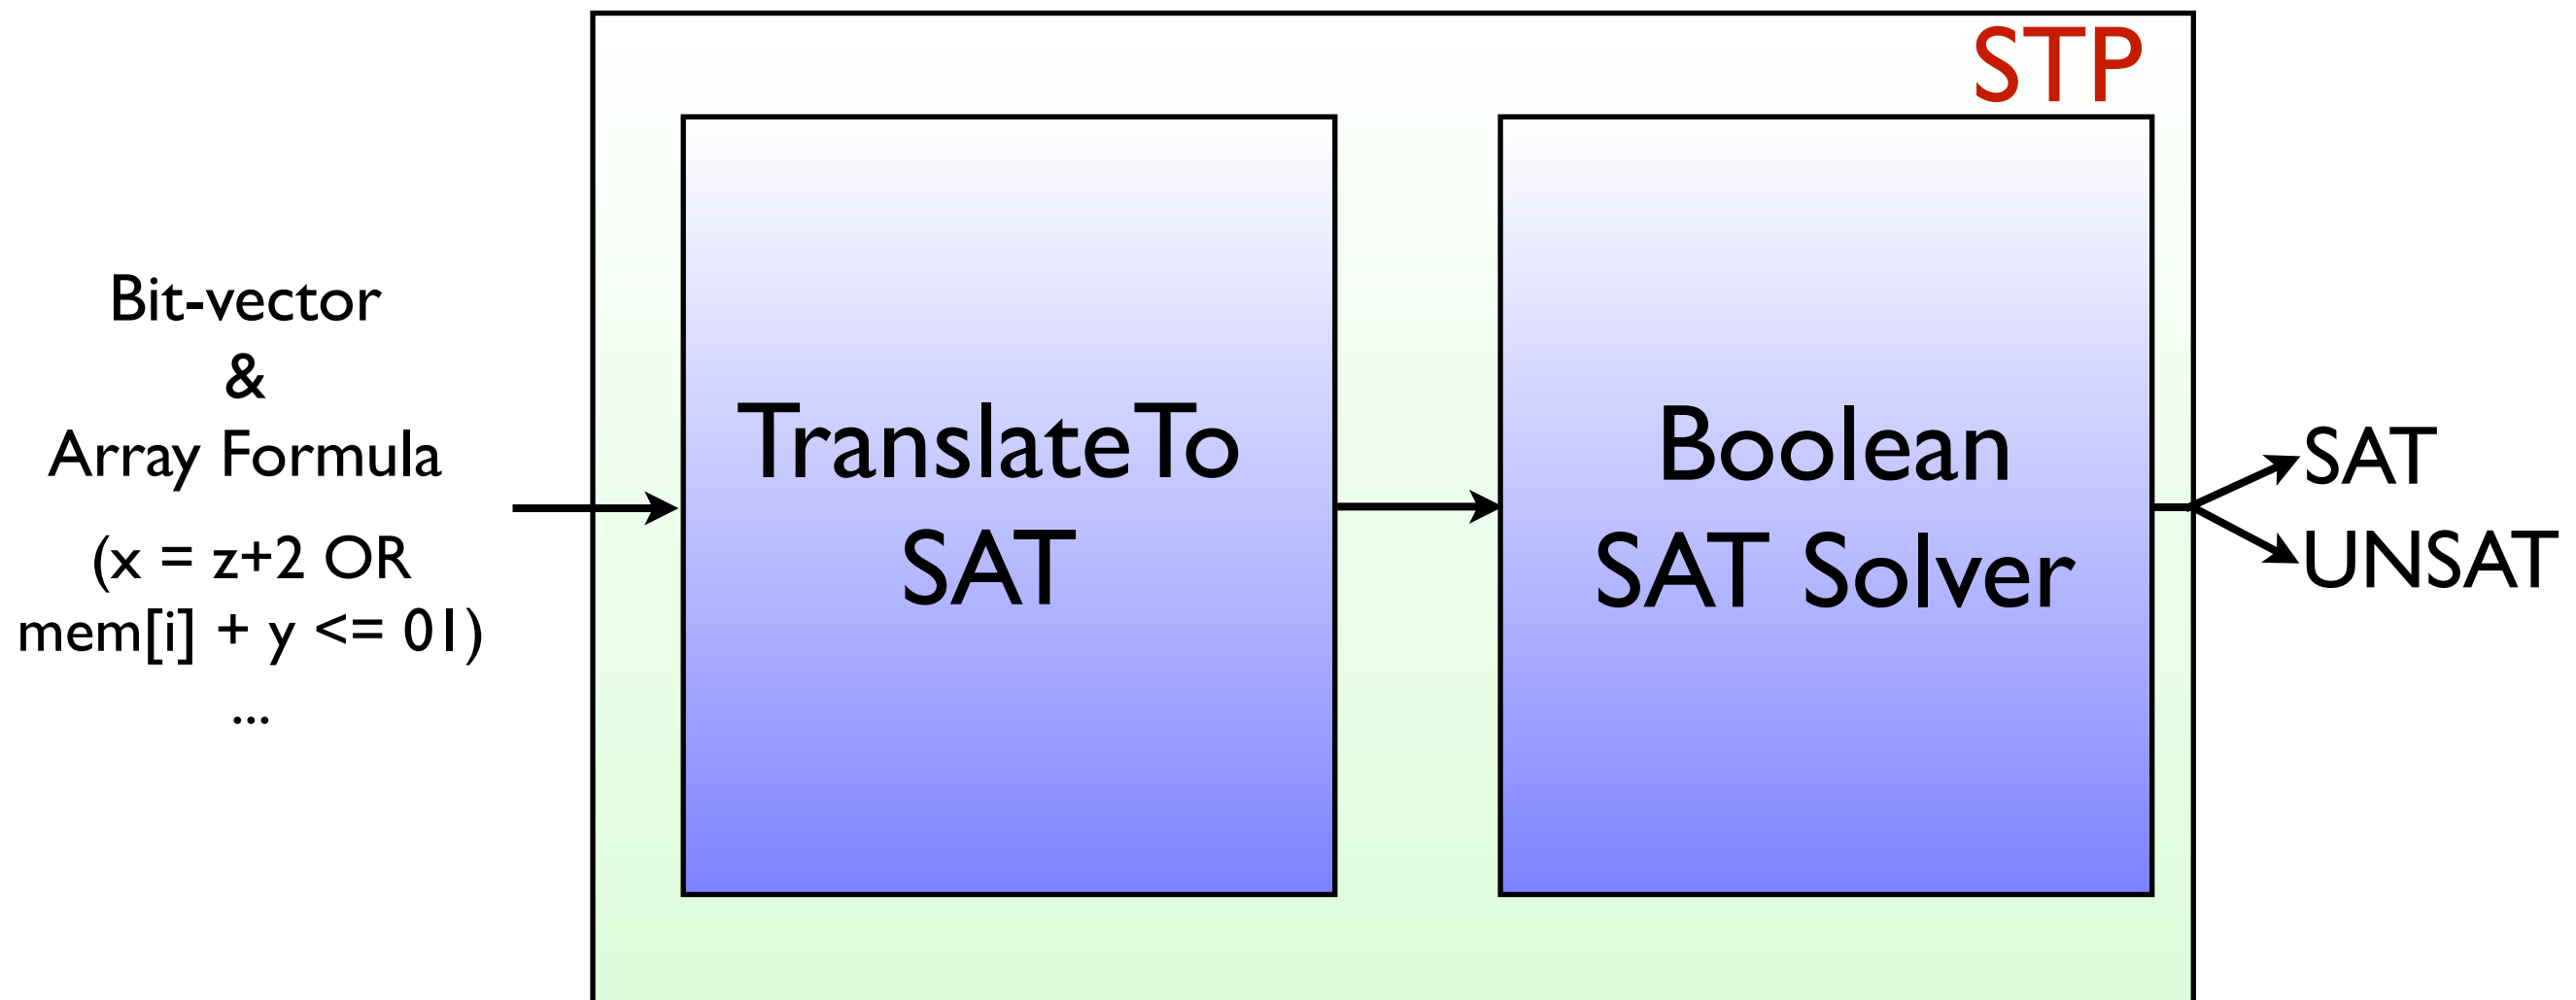 STP
Bit-vector
&
Array Formula
(x = z+2 OR
mem[i] + y <= 01)
...
TranslateTo
SAT
Boolean
SAT Solver
SAT
UNSAT